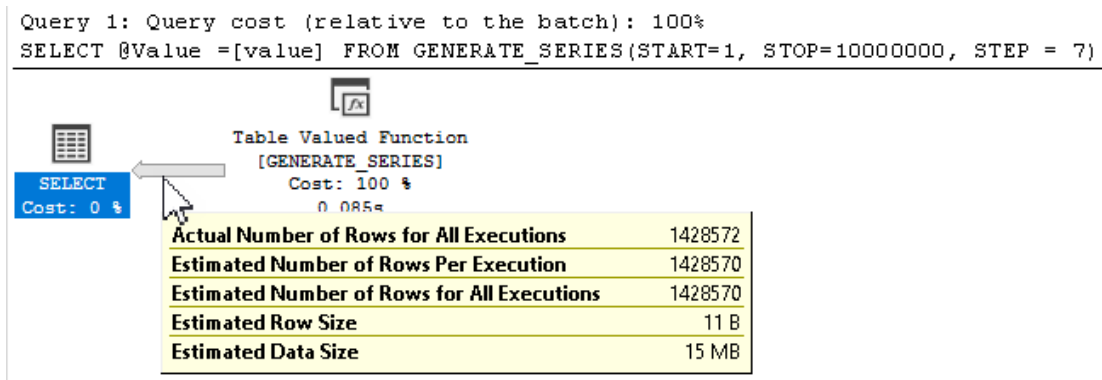 Query 1: Query cost (relative to the batch): 100%
SELECT @Value =[value] FROM GENERATE_SERIES(START=1, STOP=10000000, STEP = 7)
fx
Table Valued Function
[GENERATE_SERIES]
Cost: 100 %
0.085s
SELECT
Cost: 0 %
Actual Number of Rows for All Executions 1428572
Estimated Number of Rows Per Execution 1428570
Estimated Number of Rows for All Executions 1428570
Estimated Row Size 11 B
Estimated Data Size 15 MB